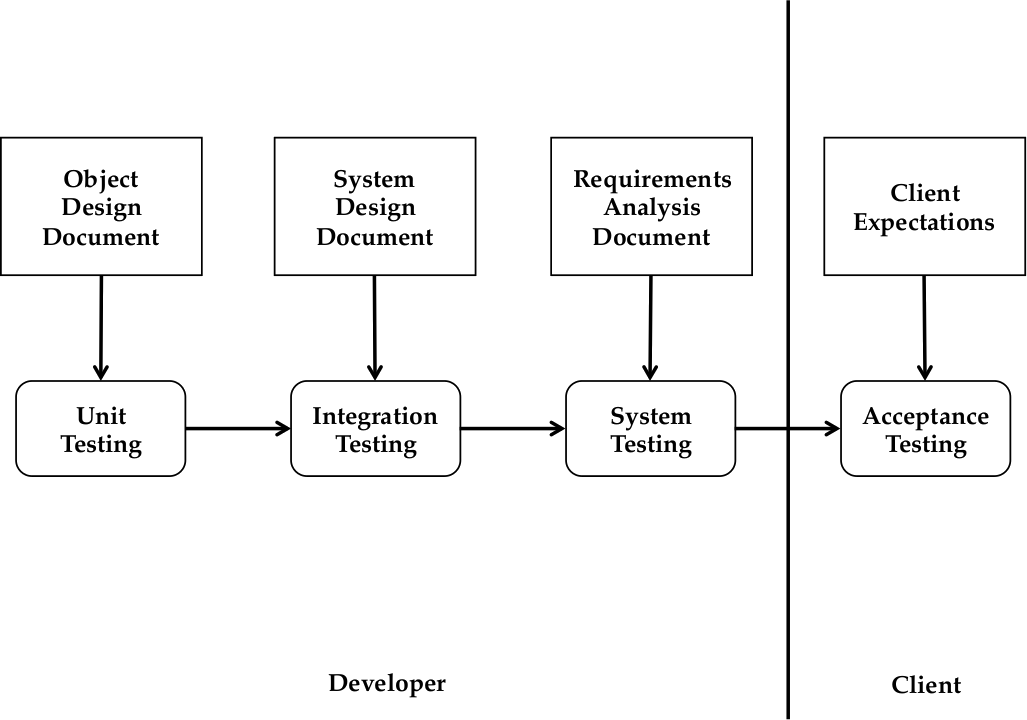 Object
Design
Document
System
Design
Document
Requirements
Analysis
Document
Client
Expectations
Unit
Testing
Integration
Testing
System
Testing
Acceptance
Testing
Developer
Client